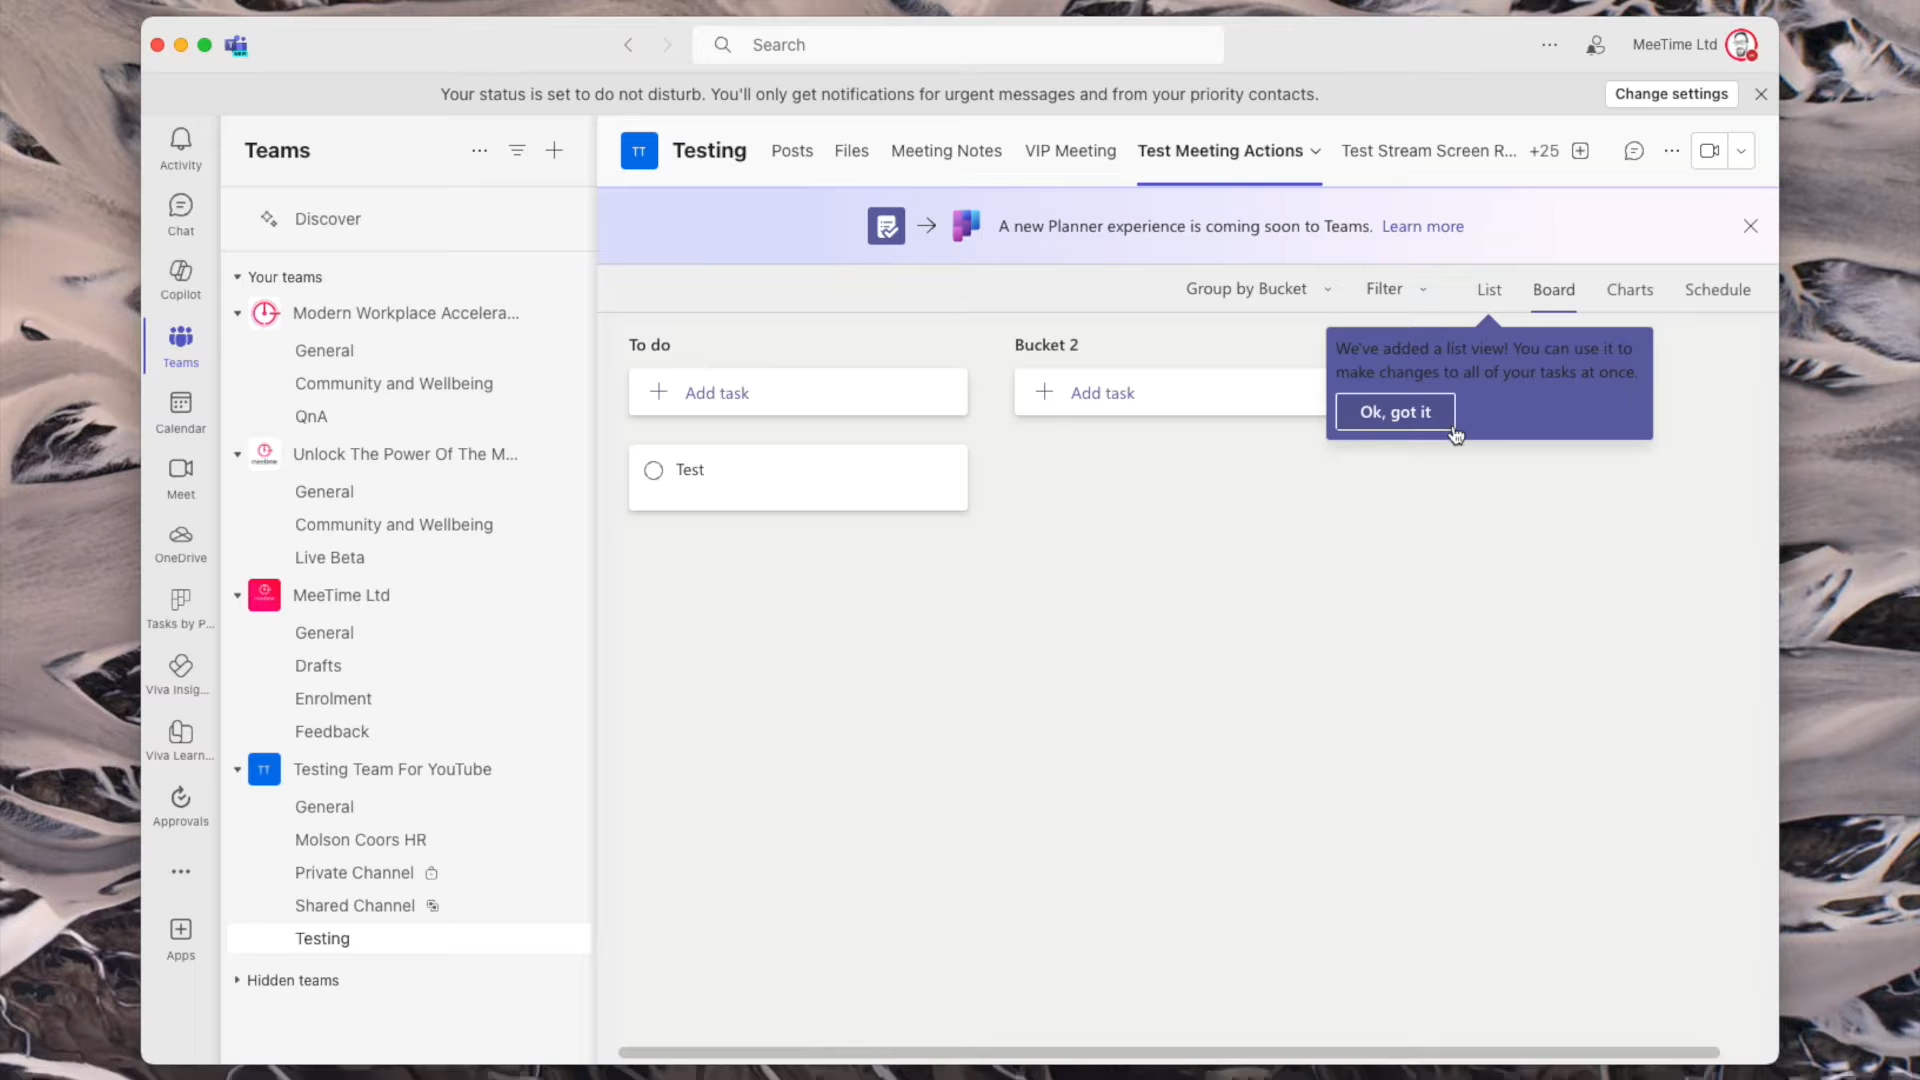 Search
MeeTime Ltd
Your status is set to do not disturb. You'll only get notifications for urgent messages and from your priority contacts.
Change settings
Activity
Chat
Copilot
Teams
Calendar
Meet
OneDrive
Tasks by P...
Viva Insig...
Viva Learn...
Approvals
Apps
Teams
Discover
Your teams
Modern Workplace Accelera...
General
Community and Wellbeing
QnA
Unlock The Power Of The M...
General
Community and Wellbeing
Live Beta
MeeTime Ltd
General
Drafts
Enrolment
Feedback
TT
Testing Team For YouTube
General
Molson Coors HR
Private Channel
Shared Channel
Testing
Hidden teams
TT
Testing
Posts
Files
Meeting Notes
VIP Meeting
Test Meeting Actions
Test Stream Screen R...
+25
A new Planner experience is coming soon to Teams. Learn more
Group by Bucket
Filter
List
Board
Charts
Schedule
To do
Add task
Test
Bucket 2
Add task
We've added a list view! You can use it to
make changes to all of your tasks at once.
Ok, got it